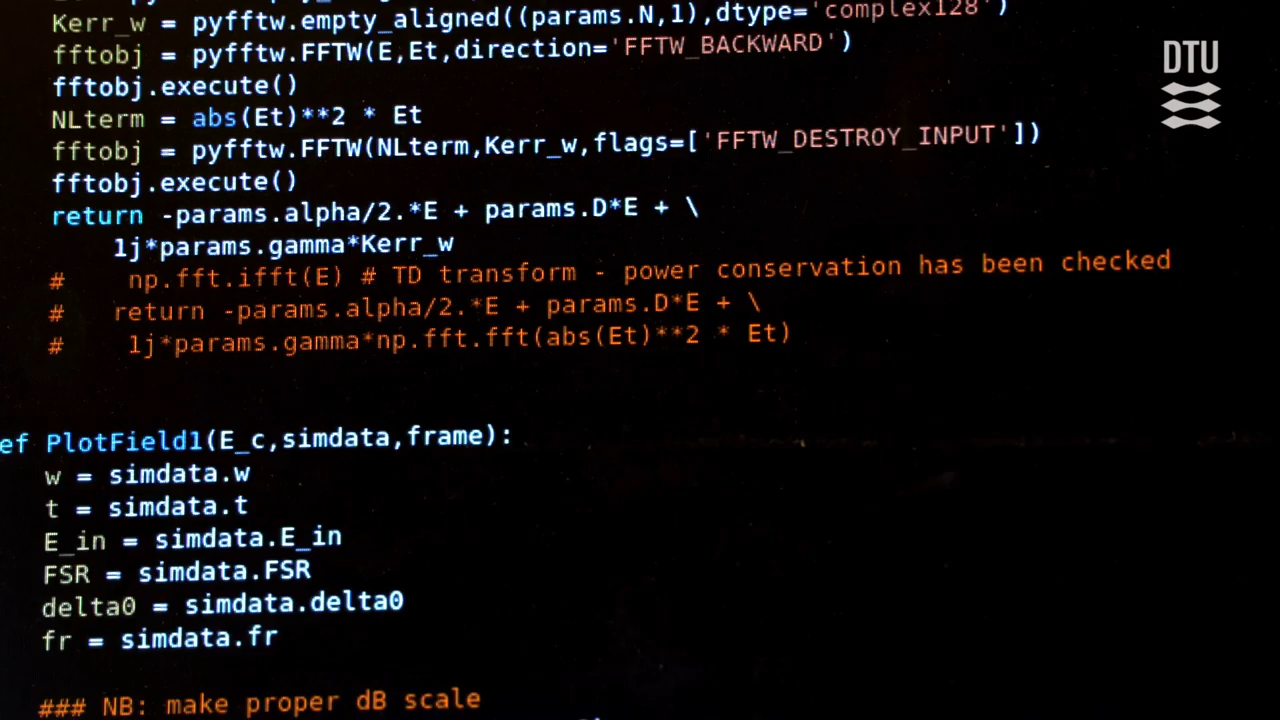 Kerr_w = pyfftw.empty_aligned((params.N,1),dtype='complex128')
fftobj = pyfftw.FFTW(E,Et,direction='FFTW_BACKWARD')
fftobj.execute()
NLterm = abs(Et)**2 * Et
fftobj = pyfftw.FFTW(NLterm,Kerr_w,flags=['FFTW_DESTROY_INPUT'])
fftobj.execute()
return -params.alpha/2.*E + params.D*E + \
1j*params.gamma*Kerr_w
# np.fft.ifft(E) # TD transform - power conservation has been checked
# return -params.alpha/2.*E + params.D*E + \
# 1j*params.gamma*np.fft.fft(abs(Et)**2 * Et)
ef PlotField1(E_c,simdata,frame):
w = simdata.w
t = simdata.t
E_in = simdata.E_in
FSR = simdata.FSR
delta0 = simdata.delta0
fr = simdata.fr
### NB: make proper dB scale
DTU